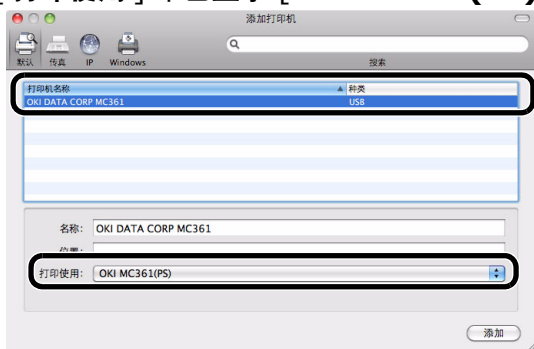 添加打印机
默认 传真 IP Windows 搜索
打印机名称 种类
OKI DATA CORP MC361 USB
名称: OKI DATA CORP MC361
打印使用: OKI MC361(PS)
添加